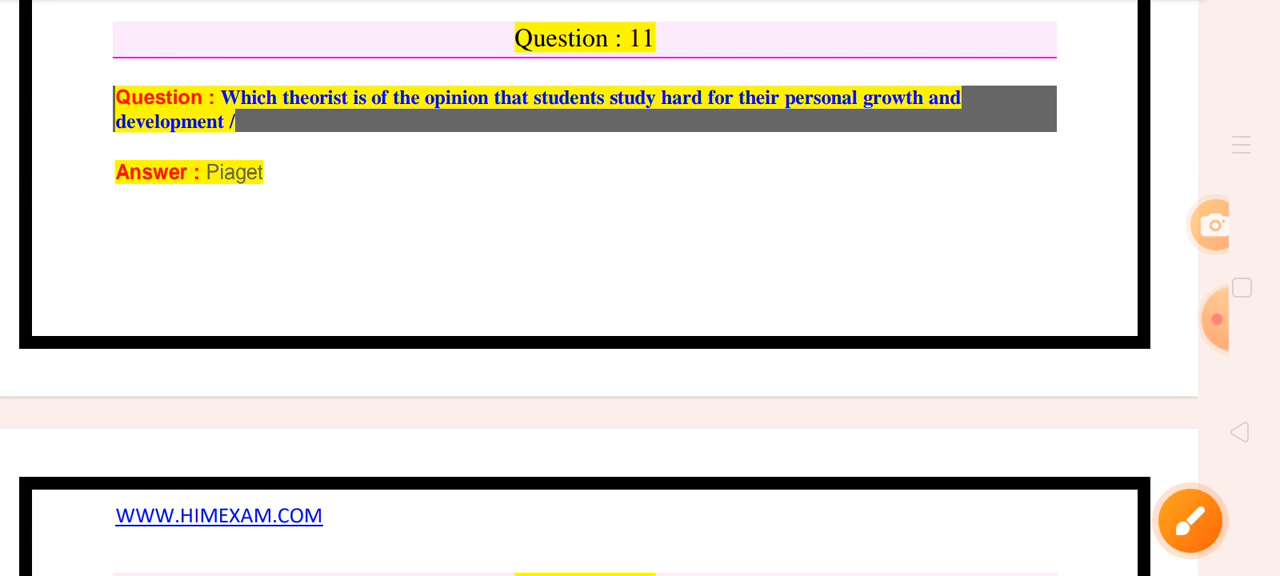 Question : 11
Question : Which theorist is of the opinion that students study hard for their personal growth and
development /
Answer : Piaget
WWW.HIMEXAM.COM